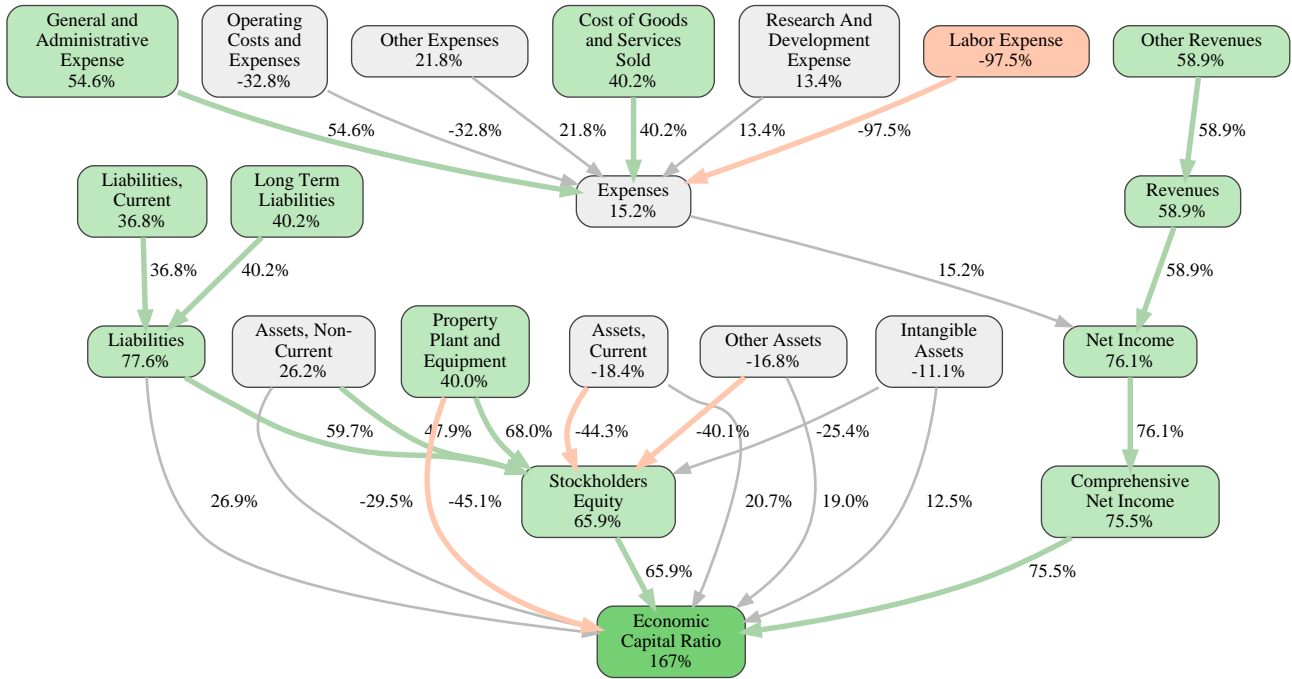 General and
Administrative
Expense
54.6%
Operating
Costs and
Expenses
-32.8%
Other Expenses
21.8%
Cost of Goods
and Services
Sold
40.2%
Research And
Development
Expense
13.4%
Labor Expense
-97.5%
Other Revenues
58.9%
54.6%
-32.8%
21.8%
40.2%
13.4%
-97.5%
58.9%
Liabilities,
Current
36.8%
Long Term
Liabilities
40.2%
Expenses
15.2%
Revenues
58.9%
36.8%
40.2%
15.2%
58.9%
Liabilities
77.6%
Assets, Non-
Current
26.2%
Property
Plant and
Equipment
40.0%
Assets,
Current
-18.4%
Other Assets
-16.8%
Intangible
Assets
-11.1%
Net Income
76.1%
59.7%
47.9%
68.0%
-44.3%
-40.1%
-25.4%
76.1%
26.9%
-29.5%
-45.1%
Stockholders
Equity
65.9%
20.7%
19.0%
12.5%
Comprehensive
Net Income
75.5%
65.9%
75.5%
Economic
Capital Ratio
167%